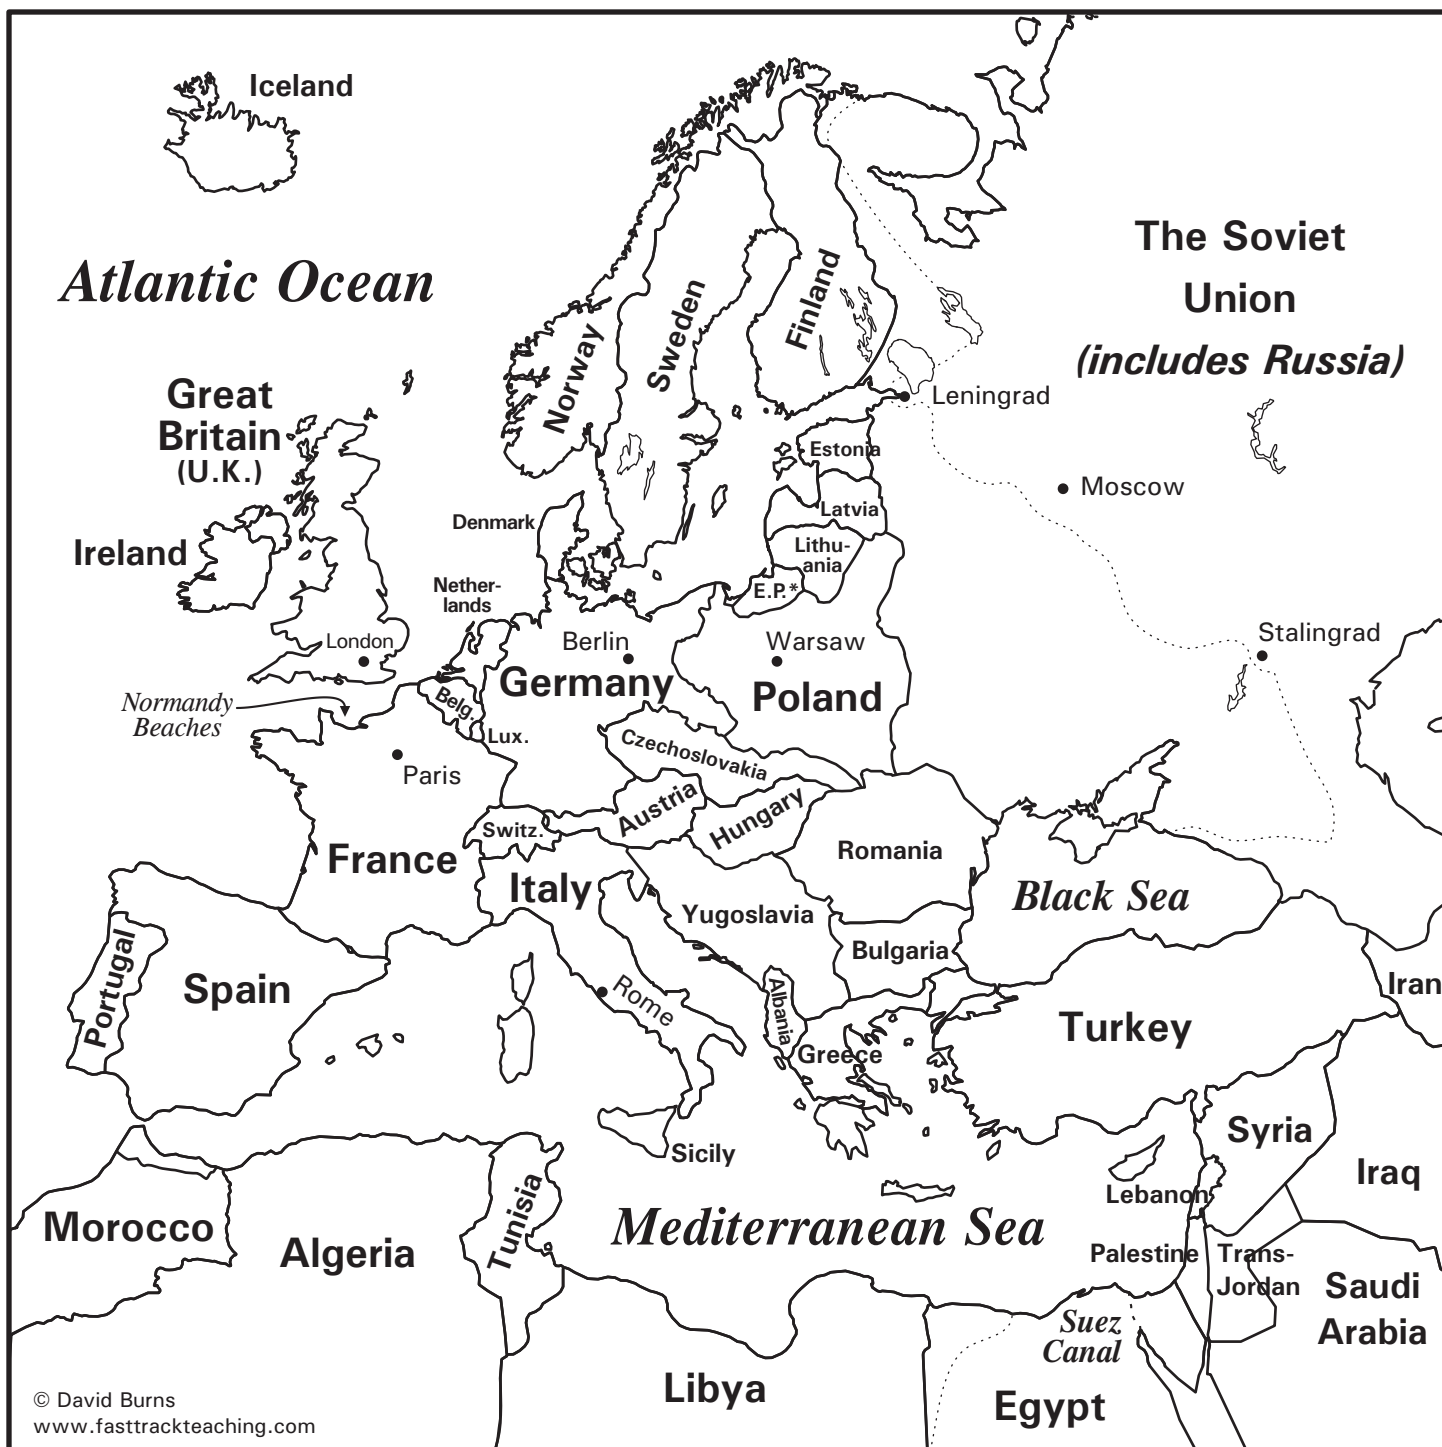 Iceland
Atlantic Ocean
The Soviet
Union
(includes Russia)
Great
Britain
(U.K.)
Ireland
Norway
Sweden
Finland
Leningrad
Estonia
Moscow
Latvia
Denmark
Lithu-
ania
E.P.*
Nether-
lands
London
Berlin
Warsaw
Stalingrad
Germany
Poland
Normandy
Beaches
Belg.
Lux.
Paris
Czechoslovakia
Austria
Hungary
Switz.
France
Romania
Italy
Black Sea
Yugoslavia
Bulgaria
Portugal
Spain
Rome
Albania
Iran
Greece
Turkey
Sicily
Syria
Iraq
Lebanon
Morocco
Algeria
Tunisia
Mediterranean Sea
Palestine
Trans-
Jordan
Saudi
Arabia
Suez
Canal
Libya
Egypt
© David Burns
www.fasttrackteaching.com